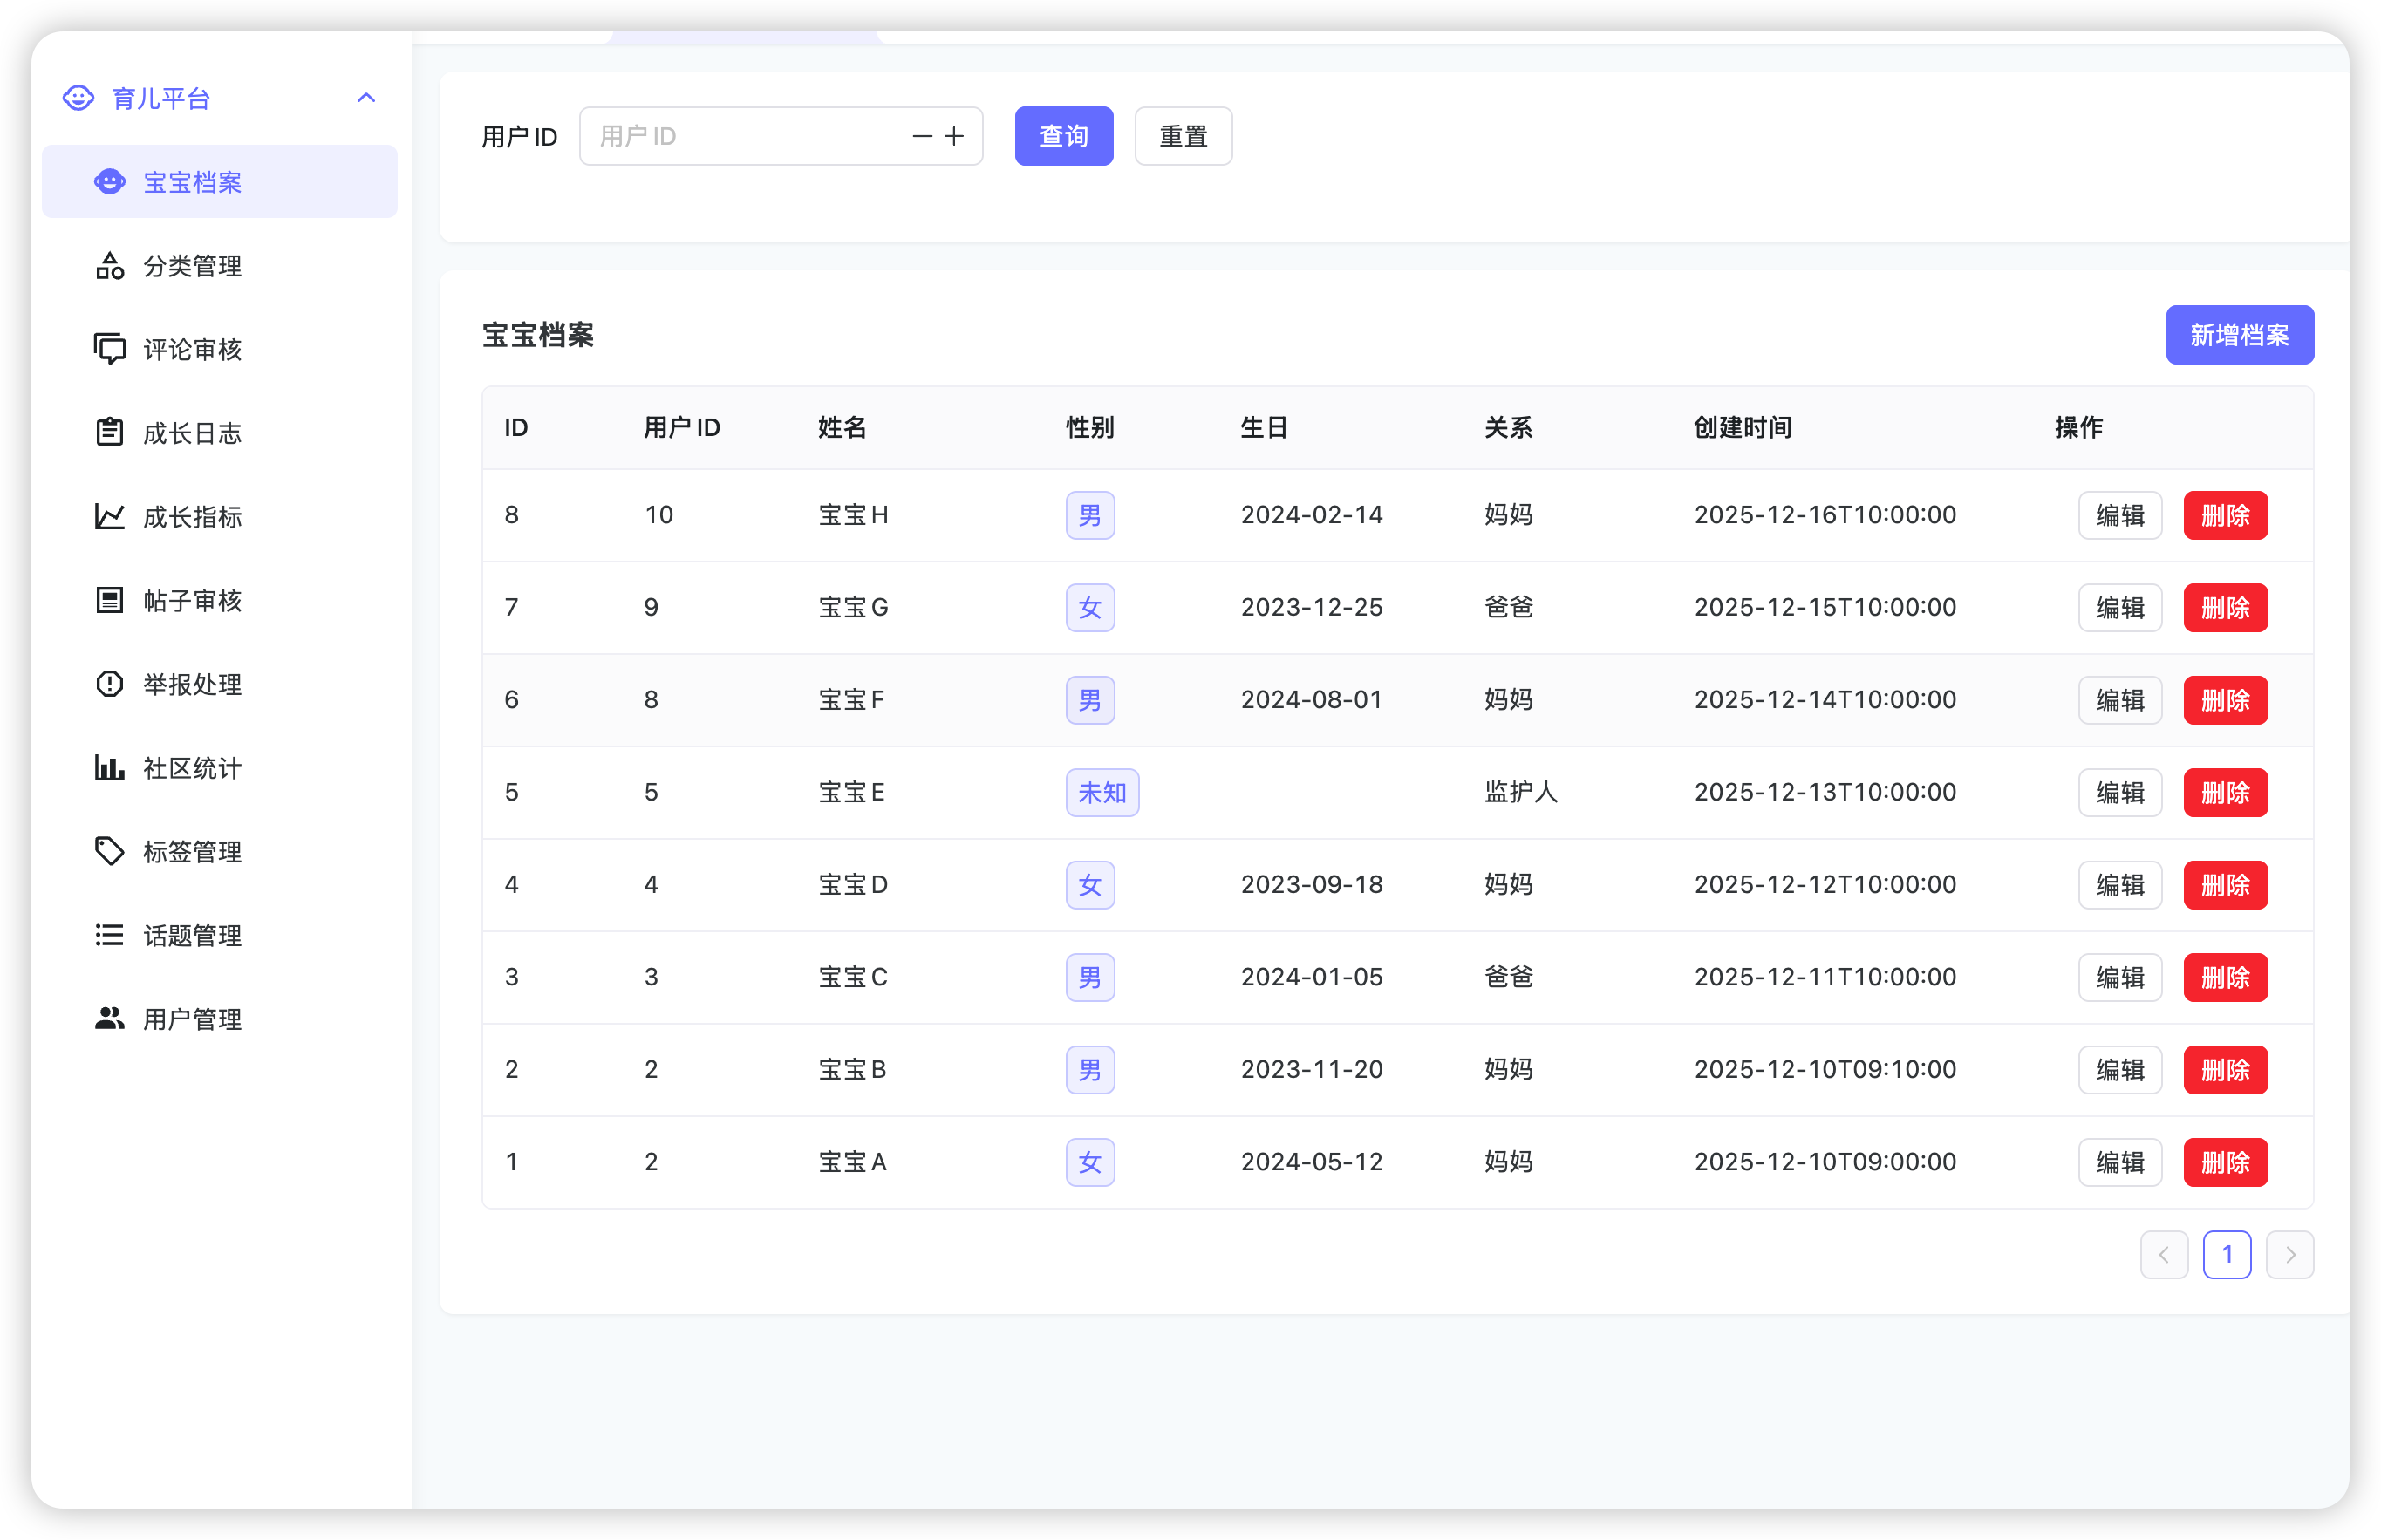 育儿平台
宝宝档案
分类管理
评论审核
成长日志
成长指标
帖子审核
举报处理
社区统计
标签管理
话题管理
用户管理
用户 ID 用户 ID 查询 重置
宝宝档案 新增档案
ID 用户 ID 姓名 性别 生日 关系 创建时间 操作
8 10 宝宝 H 男 2024-02-14 妈妈 2025-12-16T10:00:00 编辑 删除
7 9 宝宝 G 女 2023-12-25 爸爸 2025-12-15T10:00:00 编辑 删除
6 8 宝宝 F 男 2024-08-01 妈妈 2025-12-14T10:00:00 编辑 删除
5 5 宝宝 E 未知 监护人 2025-12-13T10:00:00 编辑 删除
4 4 宝宝 D 女 2023-09-18 妈妈 2025-12-12T10:00:00 编辑 删除
3 3 宝宝 C 男 2024-01-05 爸爸 2025-12-11T10:00:00 编辑 删除
2 2 宝宝 B 男 2023-11-20 妈妈 2025-12-10T09:10:00 编辑 删除
1 2 宝宝 A 女 2024-05-12 妈妈 2025-12-10T09:00:00 编辑 删除
1